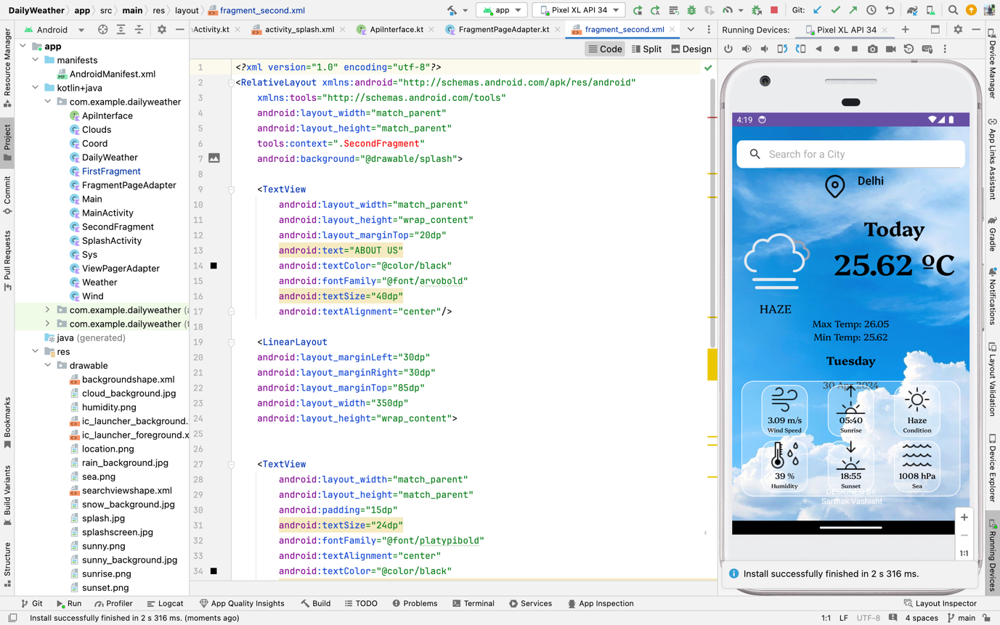 DailyWeather app src main res layout fragment_second.xml
app
Pixel XL API 34
Git:
Android
Activity.kt
activity_splash.xml
ApiInterface.kt
FragmentPageAdapter.kt
fragment_second.xml
Running Devices:
Pixel XL API 34
Code
Split
Design
Resource Manager
Project
Commit
Pull Requests
Bookmarks
Build Variants
Structure
app
manifests
AndroidManifest.xml
kotlin+java
com.example.dailyweather
ApiInterface
Clouds
Coord
DailyWeather
FirstFragment
FragmentPageAdapter
Main
MainActivity
SecondFragment
SplashActivity
Sys
ViewPagerAdapter
Weather
Wind
com.example.dailyweather (a
com.example.dailyweather (t
java (generated)
res
drawable
backgroundshape.xml
cloud_background.jpg
humidity.png
ic_launcher_background.
ic_launcher_foreground.x
location.png
rain_background.jpg
sea.png
searchviewshape.xml
snow_background.jpg
splash.jpg
splashscreen.jpg
sunny.png
sunny_background.jpg
sunrise.png
sunset.png
1 <?xml version="1.0" encoding="utf-8"?>
2 <RelativeLayout xmlns:android="http://schemas.android.com/apk/res/android"
3 xmlns:tools="http://schemas.android.com/tools"
4 android:layout_width="match_parent"
5 android:layout_height="match_parent"
6 tools:context=".SecondFragment"
7 android:background="@drawable/splash">
8
9 <TextView
10 android:layout_width="match_parent"
11 android:layout_height="wrap_content"
12 android:layout_marginTop="20dp"
13 android:text="ABOUT US"
14 android:textColor="@color/black"
15 android:fontFamily="@font/arvobold"
16 android:textSize="40dp"
17 android:textAlignment="center"/>
18
19 <LinearLayout
20 android:layout_marginLeft="30dp"
21 android:layout_marginRight="30dp"
22 android:layout_marginTop="85dp"
23 android:layout_width="350dp"
24 android:layout_height="wrap_content">
25
26
27 <TextView
28 android:layout_width="match_parent"
29 android:layout_height="match_parent"
30 android:padding="15dp"
31 android:textSize="24dp"
32 android:fontFamily="@font/platypibold"
33 android:textAlignment="center"
34 android:textColor="@color/black"
4:19
Search for a City
Delhi
Today
25.62 ºC
HAZE
Max Temp: 26.05
Min Temp: 25.62
Tuesday
30 Apr 2024
3.09 m/s
Wind Speed
05:40
Sunrise
Haze
Condition
39 %
Humidity
18:55
Sunset
1008 hPa
Sea
DESIGNED BY
Sarthak Vashisht
1:1
Install successfully finished in 2 s 316 ms.
Device Manager
App Links Assistant
Gradle
Notifications
Layout Validation
Device Explorer
Running Devices
Git
Run
Profiler
Logcat
App Quality Insights
Build
TODO
Problems
Terminal
Services
App Inspection
Layout Inspector
Install successfully finished in 2 s 316 ms. (moments ago)
1:1 LF UTF-8 4 spaces main